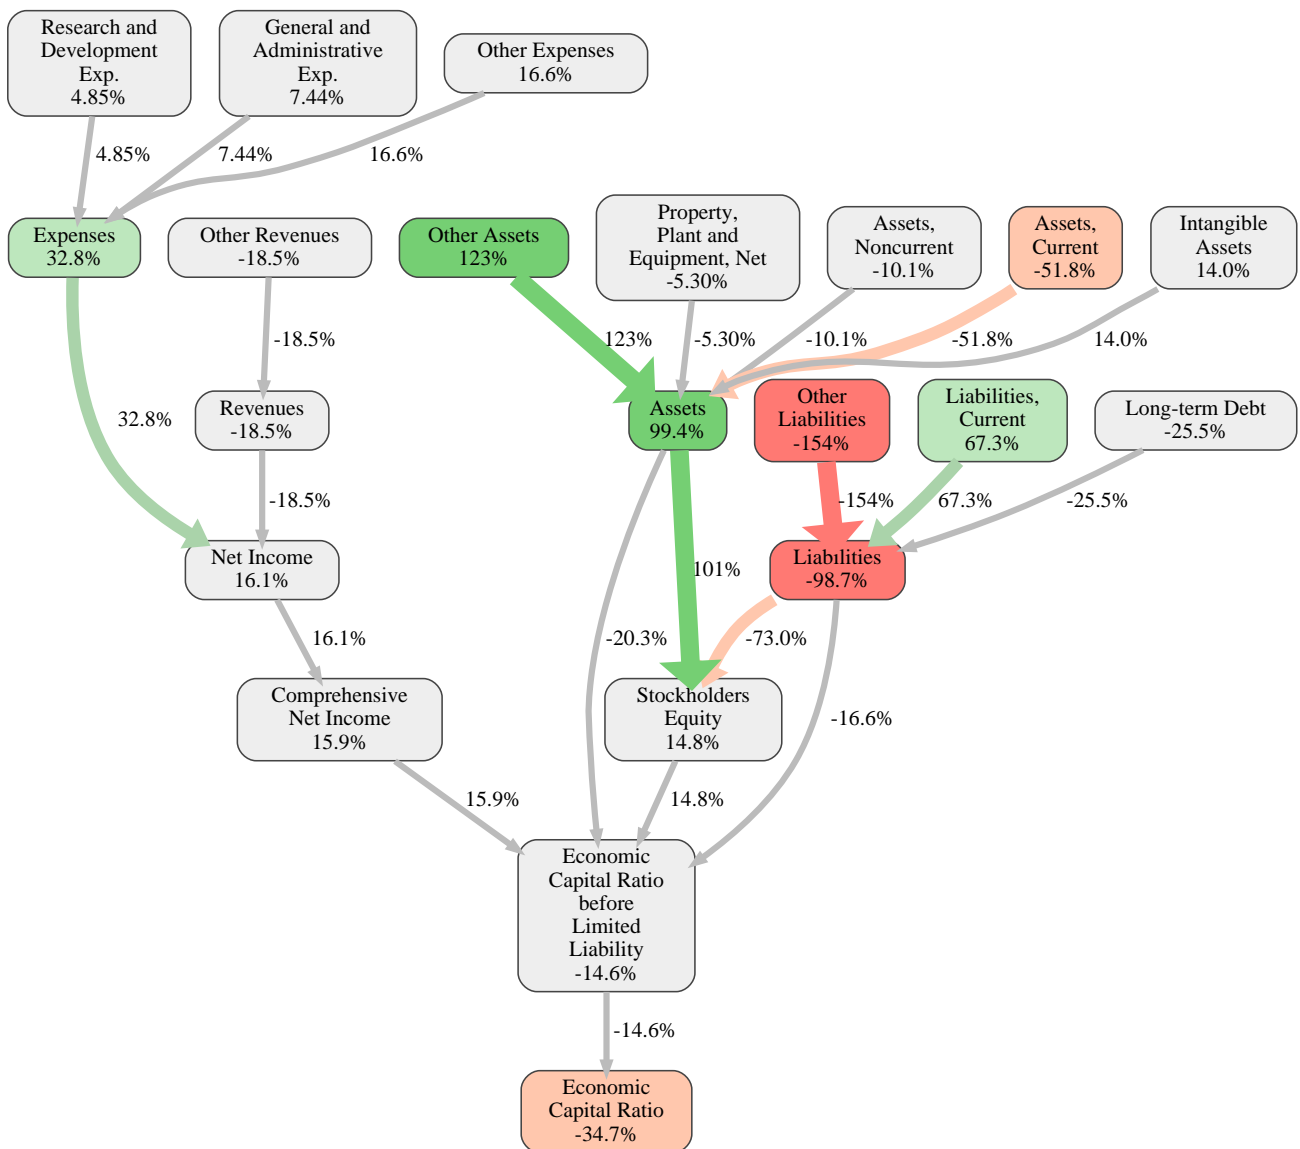 Research and
Development
Exp.
4.85%
General and
Administrative
Exp.
7.44%
Other Expenses
16.6%
4.85%
7.44%
16.6%
Expenses
32.8%
Other Revenues
-18.5%
Other Assets
123%
Property,
Plant and
Equipment, Net
-5.30%
Assets,
Noncurrent
-10.1%
Assets,
Current
-51.8%
Intangible
Assets
14.0%
-18.5%
123%
-5.30%
-10.1%
-51.8%
14.0%
32.8%
Revenues
-18.5%
Assets
99.4%
Other
Liabilities
-154%
Liabilities,
Current
67.3%
Long-term Debt
-25.5%
-18.5%
101%
-154%
67.3%
-25.5%
Net Income
16.1%
Liabilities
-98.7%
16.1%
-20.3%
-73.0%
-16.6%
Comprehensive
Net Income
15.9%
Stockholders
Equity
14.8%
15.9%
14.8%
Economic
Capital Ratio
before
Limited
Liability
-14.6%
-14.6%
Economic
Capital Ratio
-34.7%